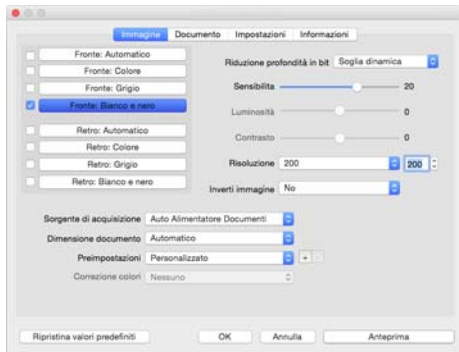 Immagine Documento Impostazioni Informazioni
Fronte: Automatico
Fronte: Colore
Fronte: Grigio
Fronte: Bianco e nero
Retro: Automatico
Retro: Colore
Retro: Grigio
Retro: Bianco e nero
Riduzione profondità in bit Soglia dinamica
Sensibilita 20
Luminosità 0
Contrasto 0
Risoluzione 200 200
Inverti immagine No
Sorgente di acquisizione Auto Alimentatore Documenti
Dimensione documento Automatico
Preimpostazioni Personalizzato + -
Correzione colori Nessuno
Ripristina valori predefiniti OK Annulla Anteprima